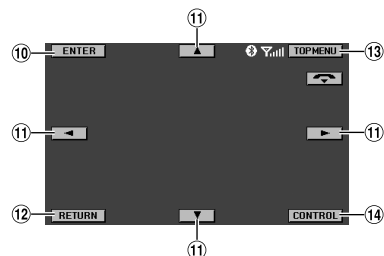 ⑪
⑩ ENTER ▲ TOPMENU ⑬
⑪ ◄ ► ⑪
⑫ RETURN ▼ CONTROL ⑭
⑪